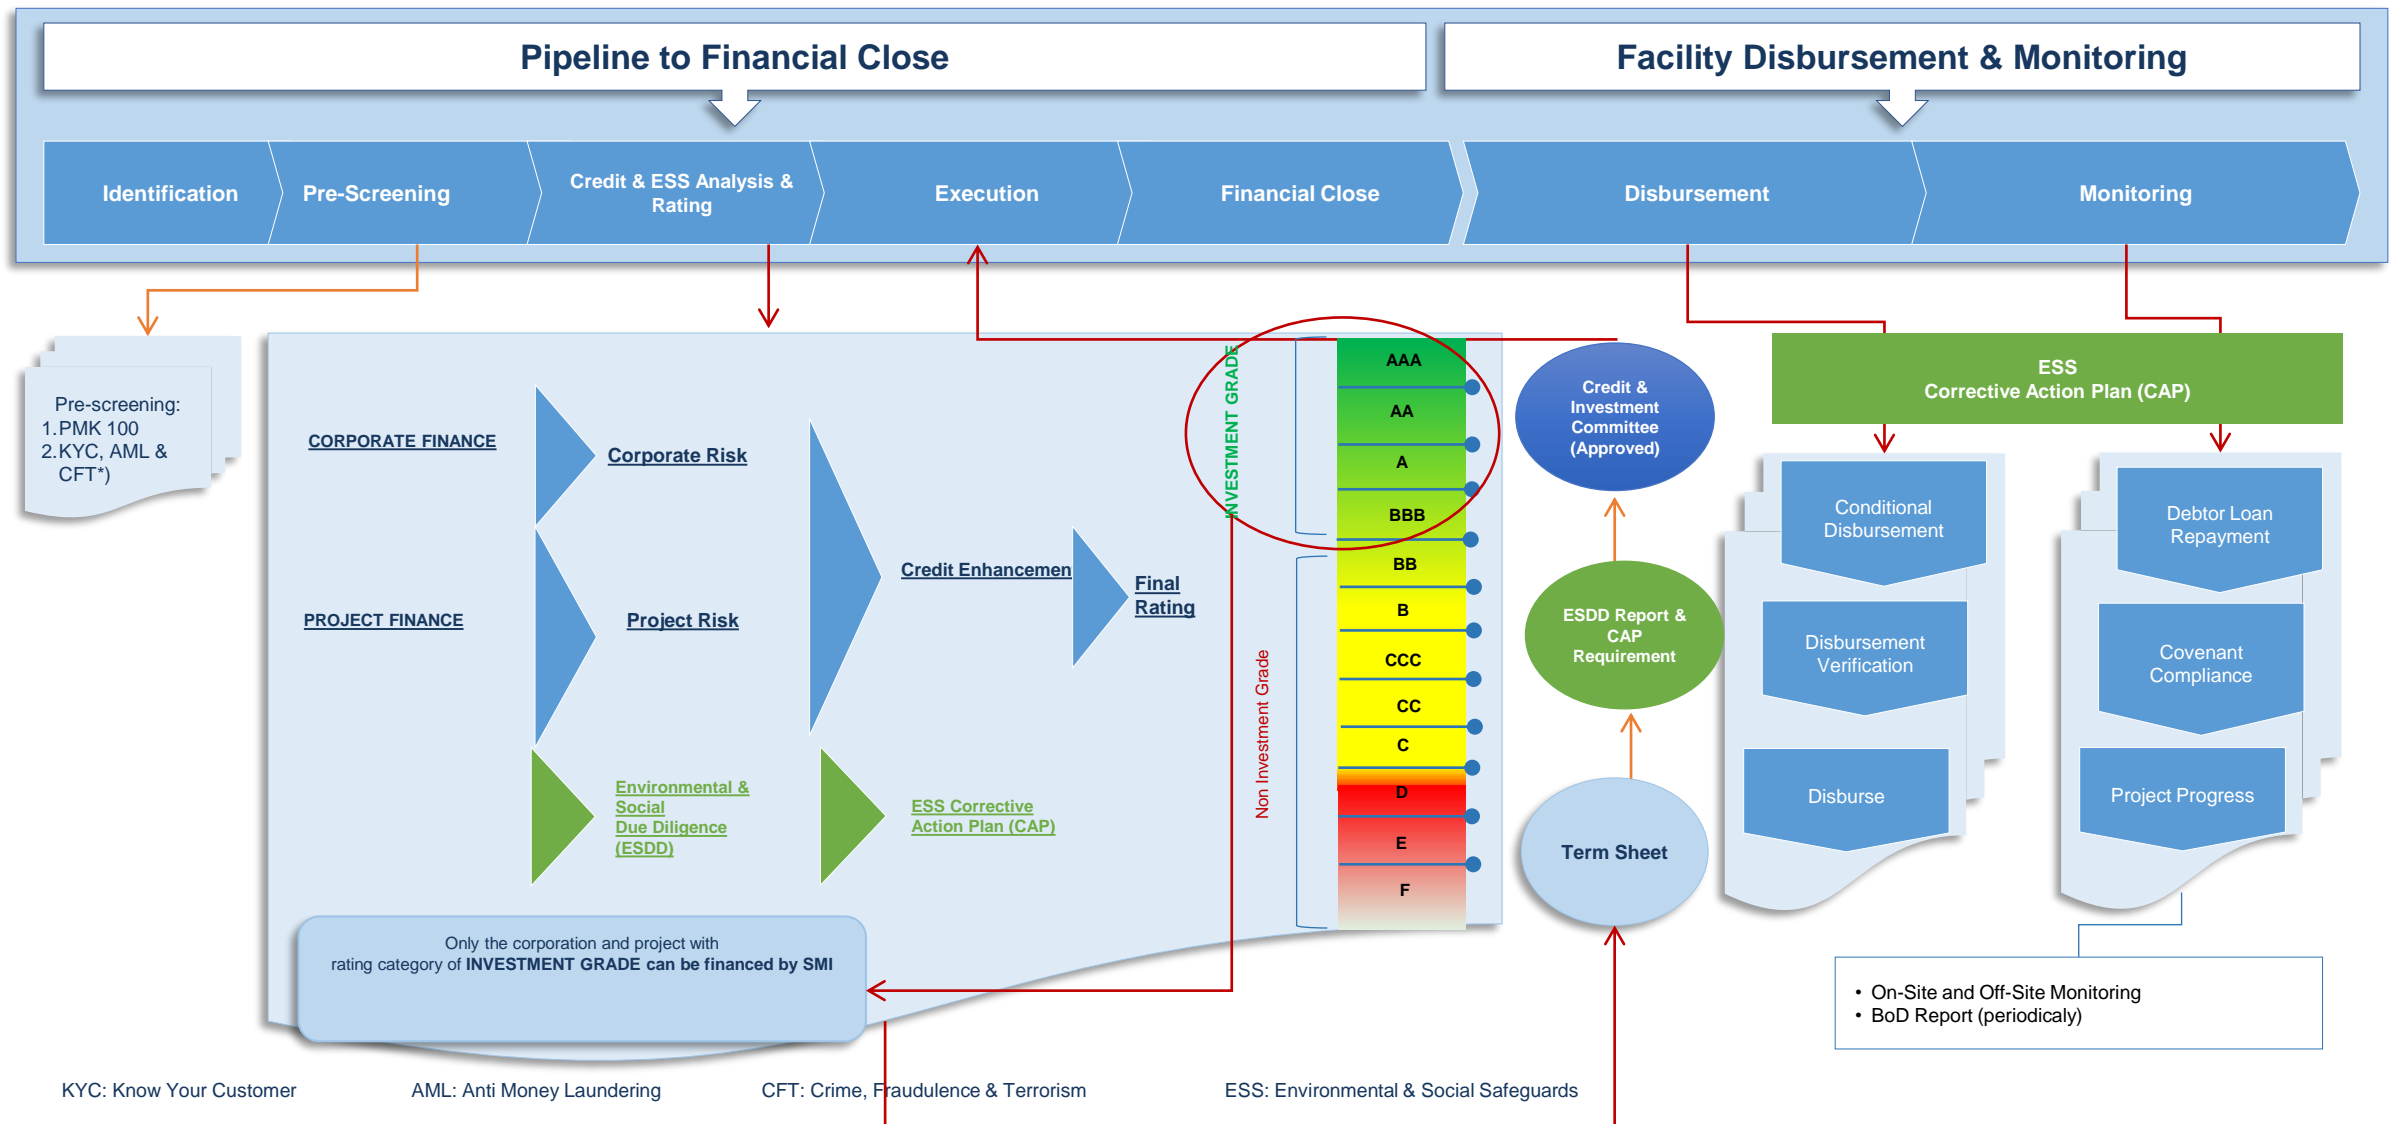 Pipeline to Financial Close
Facility Disbursement & Monitoring
Identification
Pre-Screening
Credit & ESS Analysis &
Rating
Execution
Financial Close
Disbursement
Monitoring
Pre-screening:
1.PMK 100
2.KYC, AML &
CFT*)
CORPORATE FINANCE
PROJECT FINANCE
Corporate Risk
Project Risk
Environmental &
Social
Due Diligence
(ESDD)
Credit Enhancemen
ESS Corrective
Action Plan (CAP)
Final
Rating
INVESTMENT GRADE
Non Investment Grade
AAA
AA
A
BBB
BB
B
CCC
CC
C
D
E
F
Only the corporation and project with
rating category of INVESTMENT GRADE can be financed by SMI
Credit &
Investment
Committee
(Approved)
ESDD Report &
CAP
Requirement
Term Sheet
ESS
Corrective Action Plan (CAP)
Conditional
Disbursement
Disbursement
Verification
Disburse
Debtor Loan
Repayment
Covenant
Compliance
Project Progress
• On-Site and Off-Site Monitoring
• BoD Report (periodicaly)
KYC: Know Your Customer
AML: Anti Money Laundering
CFT: Crime, Fraudulence & Terrorism
ESS: Environmental & Social Safeguards